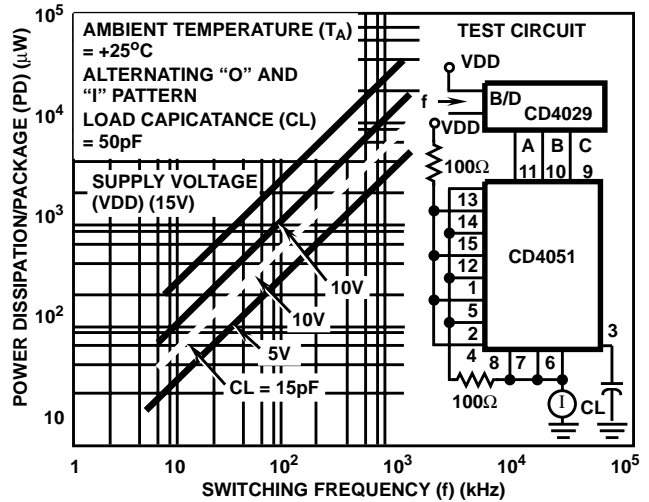 POWER DISSIPATION/PACKAGE (PD) (µW)
10⁵
10⁴
10³
10²
10
AMBIENT TEMPERATURE (T_A)
= +25°C
ALTERNATING “O” AND
“I” PATTERN
LOAD CAPICATANCE (CL)
= 50pF
SUPPLY VOLTAGE
(VDD) (15V)
10V
10V
5V
CL = 15pF
TEST CIRCUIT
VDD
f
B/D
CD4029
VDD
A B C
11 10 9
100Ω
13
14
15
12
1
5
2
CD4051
3
4 8 7 6
100Ω
I
CL
1 10 10² 10³ 10⁴ 10⁵
SWITCHING FREQUENCY (f) (kHz)